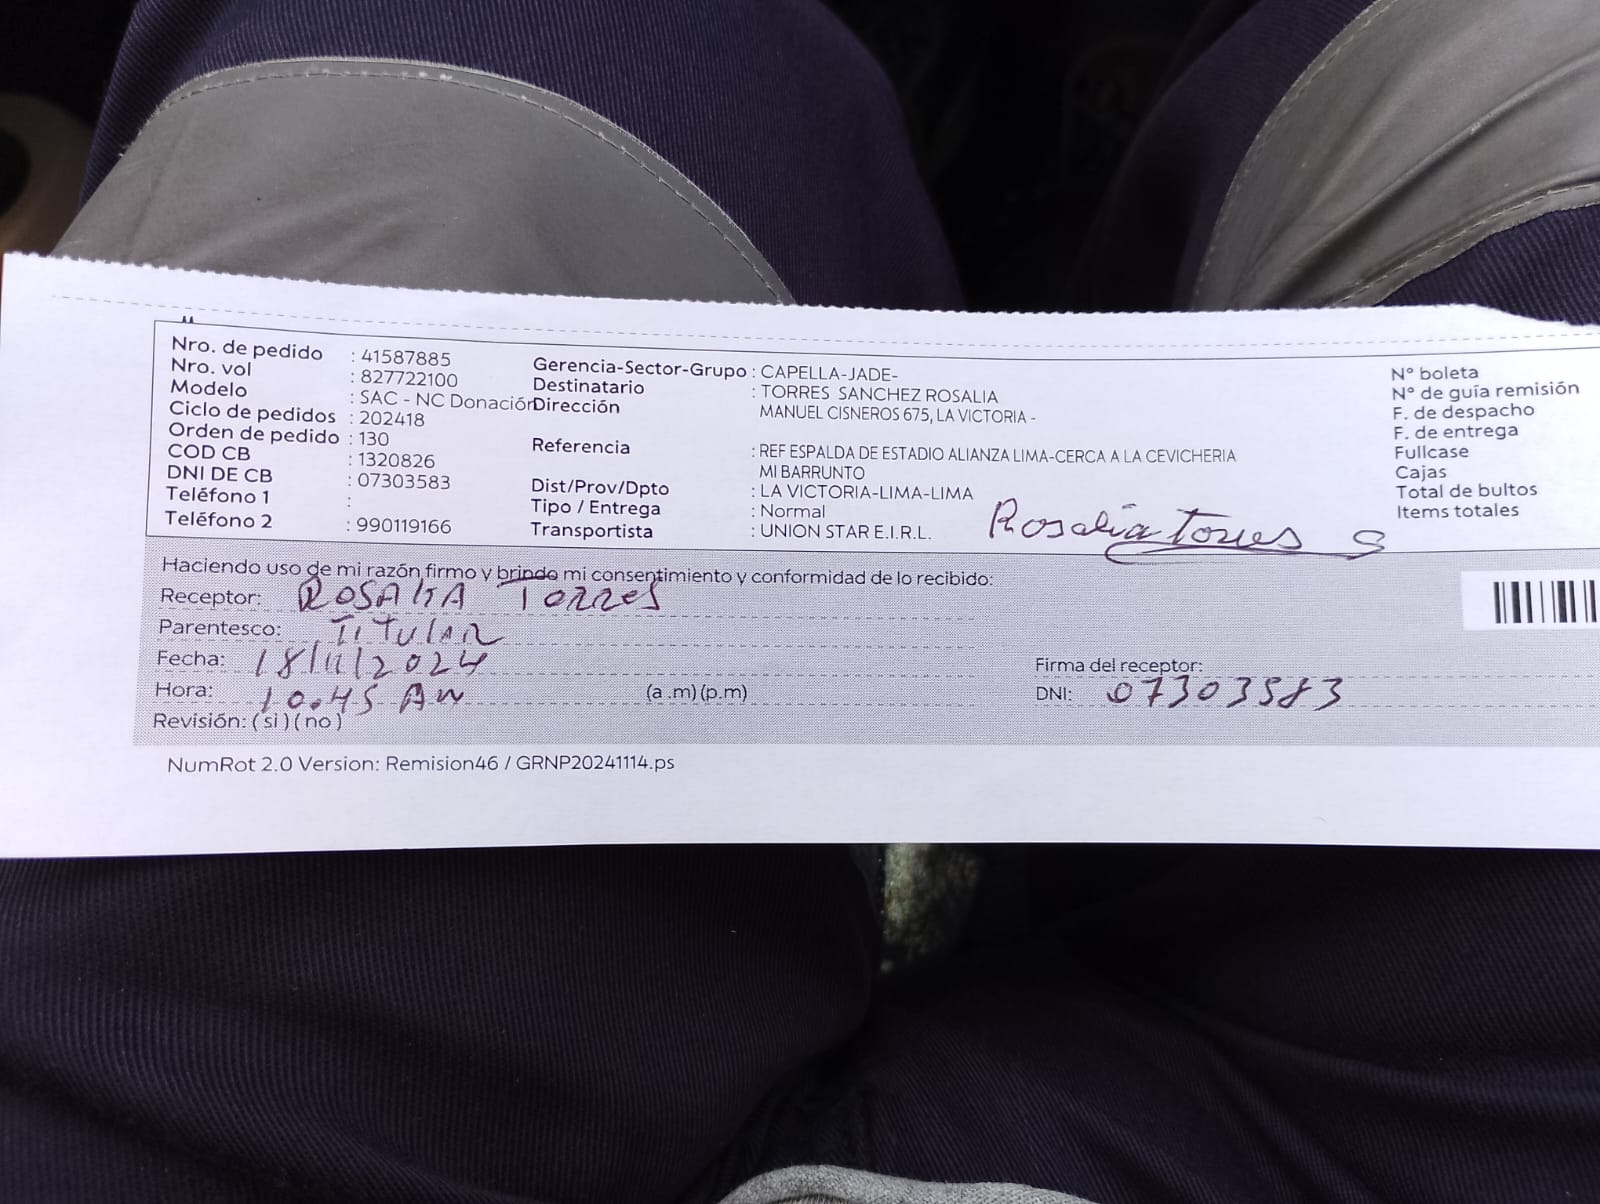 Nro. de pedido : 41587885
Nro. vol : 827722100
Modelo : SAC - NC Donación
Ciclo de pedidos : 202418
Orden de pedido : 130
COD CB : 1320826
DNI DE CB : 07303583
Teléfono 1 :
Teléfono 2 : 990119166
Gerencia-Sector-Grupo : CAPELLA-JADE-
Destinatario : TORRES SANCHEZ ROSALIA
Dirección MANUEL CISNEROS 675, LA VICTORIA -
Referencia : REF ESPALDA DE ESTADIO ALIANZA LIMA-CERCA A LA CEVICHERIA
MI BARRUNTO
Dist/Prov/Dpto : LA VICTORIA-LIMA-LIMA
Tipo / Entrega : Normal
Transportista : UNION STAR E.I.R.L.
N° boleta
N° de guía remisión
F. de despacho
F. de entrega
Fullcase
Cajas
Total de bultos
Items totales
Rosalia Torres S
Haciendo uso de mi razón firmo y brindo mi consentimiento y conformidad de lo recibido:
Receptor: ROSALIA TORRES
Parentesco: TITULAR
Fecha: 18/11/2024
Hora: 10.45 AM (a .m) (p.m)
Revisión: ( si ) ( no )
Firma del receptor:
DNI: 07303583
NumRot 2.0 Version: Remision46 / GRNP20241114.ps